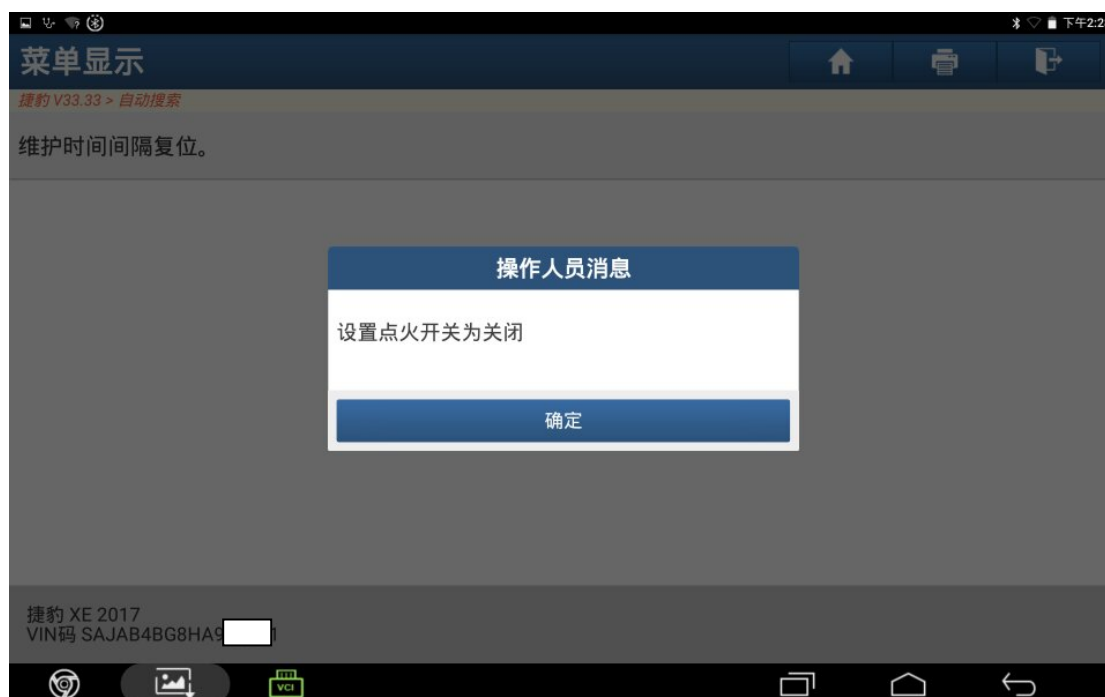 下午2:2
菜单显示
捷豹 V33.33 > 自动搜索
维护时间间隔复位。
操作人员消息
设置点火开关为关闭
确定
捷豹 XE 2017
VIN码 SAJAB4BG8HA9
VCI